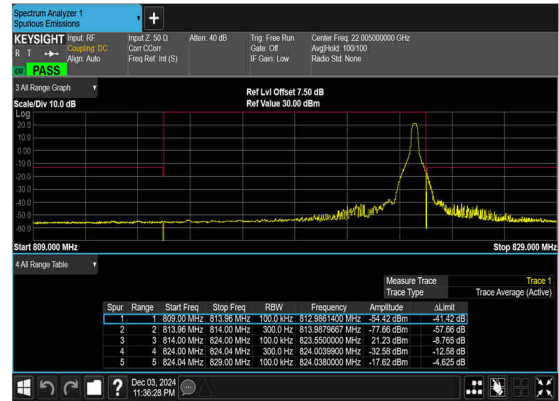 Spectrum Analyzer 1
Spurious Emissions
KEYSIGHT Input: RF Input Z: 50 Ω Atten: 40 dB Trig: Free Run Center Freq: 22.005000000 GHz
R T Coupling: DC Corr CCorr Gate: Off Avg|Hold: 100/100
Align: Auto Freq Ref: Int (S) IF Gain: Low Radio Std: None
PASS
3 All Range Graph
Ref Lvl Offset 7.50 dB
Scale/Div 10.0 dB Ref Value 30.00 dBm
Log
20.0
10.0
0.00
-10.0
-20.0
-30.0
-40.0
-50.0
-60.0
Start 809.000 MHz Stop 829.000 MHz
4 All Range Table
Measure Trace Trace 1
Trace Type Trace Average (Active)
Spur Range Start Freq Stop Freq RBW Frequency Amplitude ΔLimit
1 1 809.00 MHz 813.96 MHz 100.0 kHz 812.9861400 MHz -54.42 dBm -41.42 dB
2 2 813.96 MHz 814.00 MHz 300.0 Hz 813.9879667 MHz -77.66 dBm -57.66 dB
3 3 814.00 MHz 824.00 MHz 100.0 kHz 823.5500000 MHz 21.23 dBm -8.765 dB
4 4 824.00 MHz 824.04 MHz 300.0 Hz 824.0039900 MHz -32.58 dBm -12.58 dB
5 5 824.04 MHz 829.00 MHz 100.0 kHz 824.0380000 MHz -17.62 dBm -4.625 dB
Dec 03, 2024
11:36:28 PM